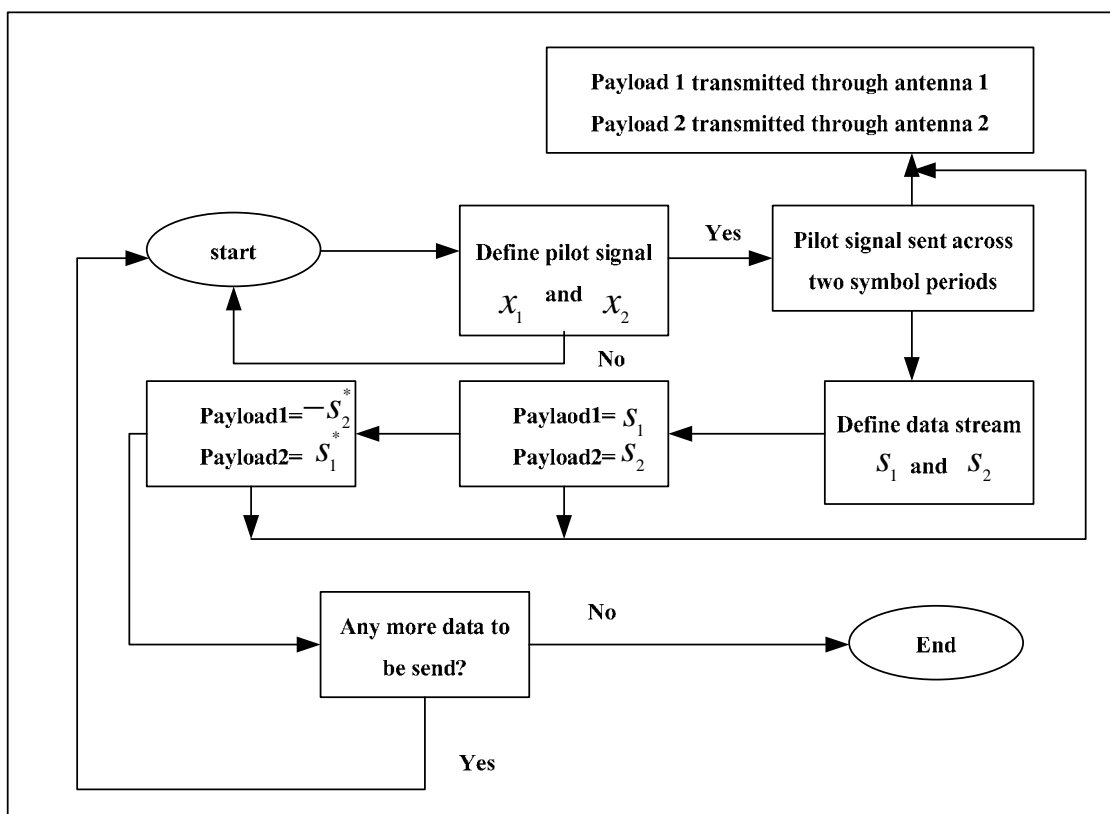 Payload 1 transmitted through antenna 1
Payload 2 transmitted through antenna 2
start
Define pilot signal
x₁ and x₂
Yes
Pilot signal sent across
two symbol periods
No
Payload1=−s₂*
Payload2= s₁*
Paylaod1= s₁
Payload2= s₂
Define data stream
s₁ and s₂
Any more data to
be send?
No
End
Yes